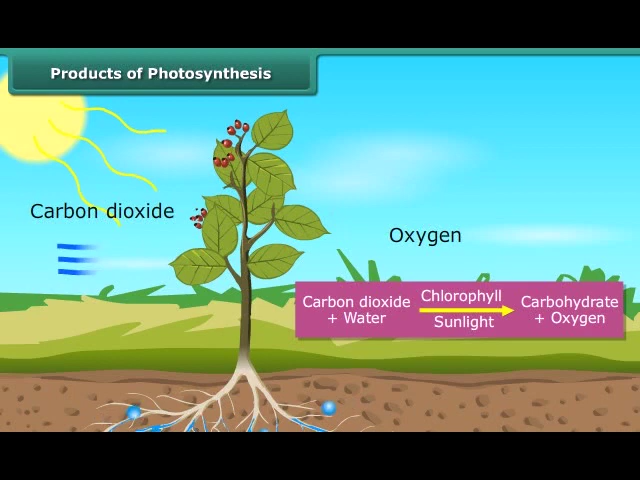 Products of Photosynthesis
Carbon dioxide
Oxygen
Carbon dioxide
+ Water
Chlorophyll
Sunlight
Carbohydrate
+ Oxygen